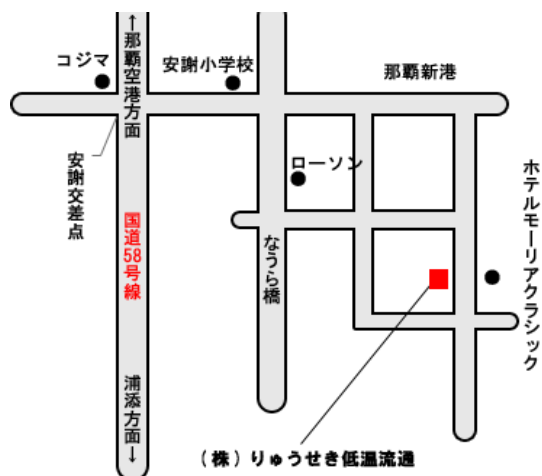 ←那覇空港方面
コジマ
安謝小学校
那覇新港
安謝交差点
ローソン
ホテルモーリアクラシック
国道58号線
なうら橋
浦添方面→
(株)りゅうせき低温流通